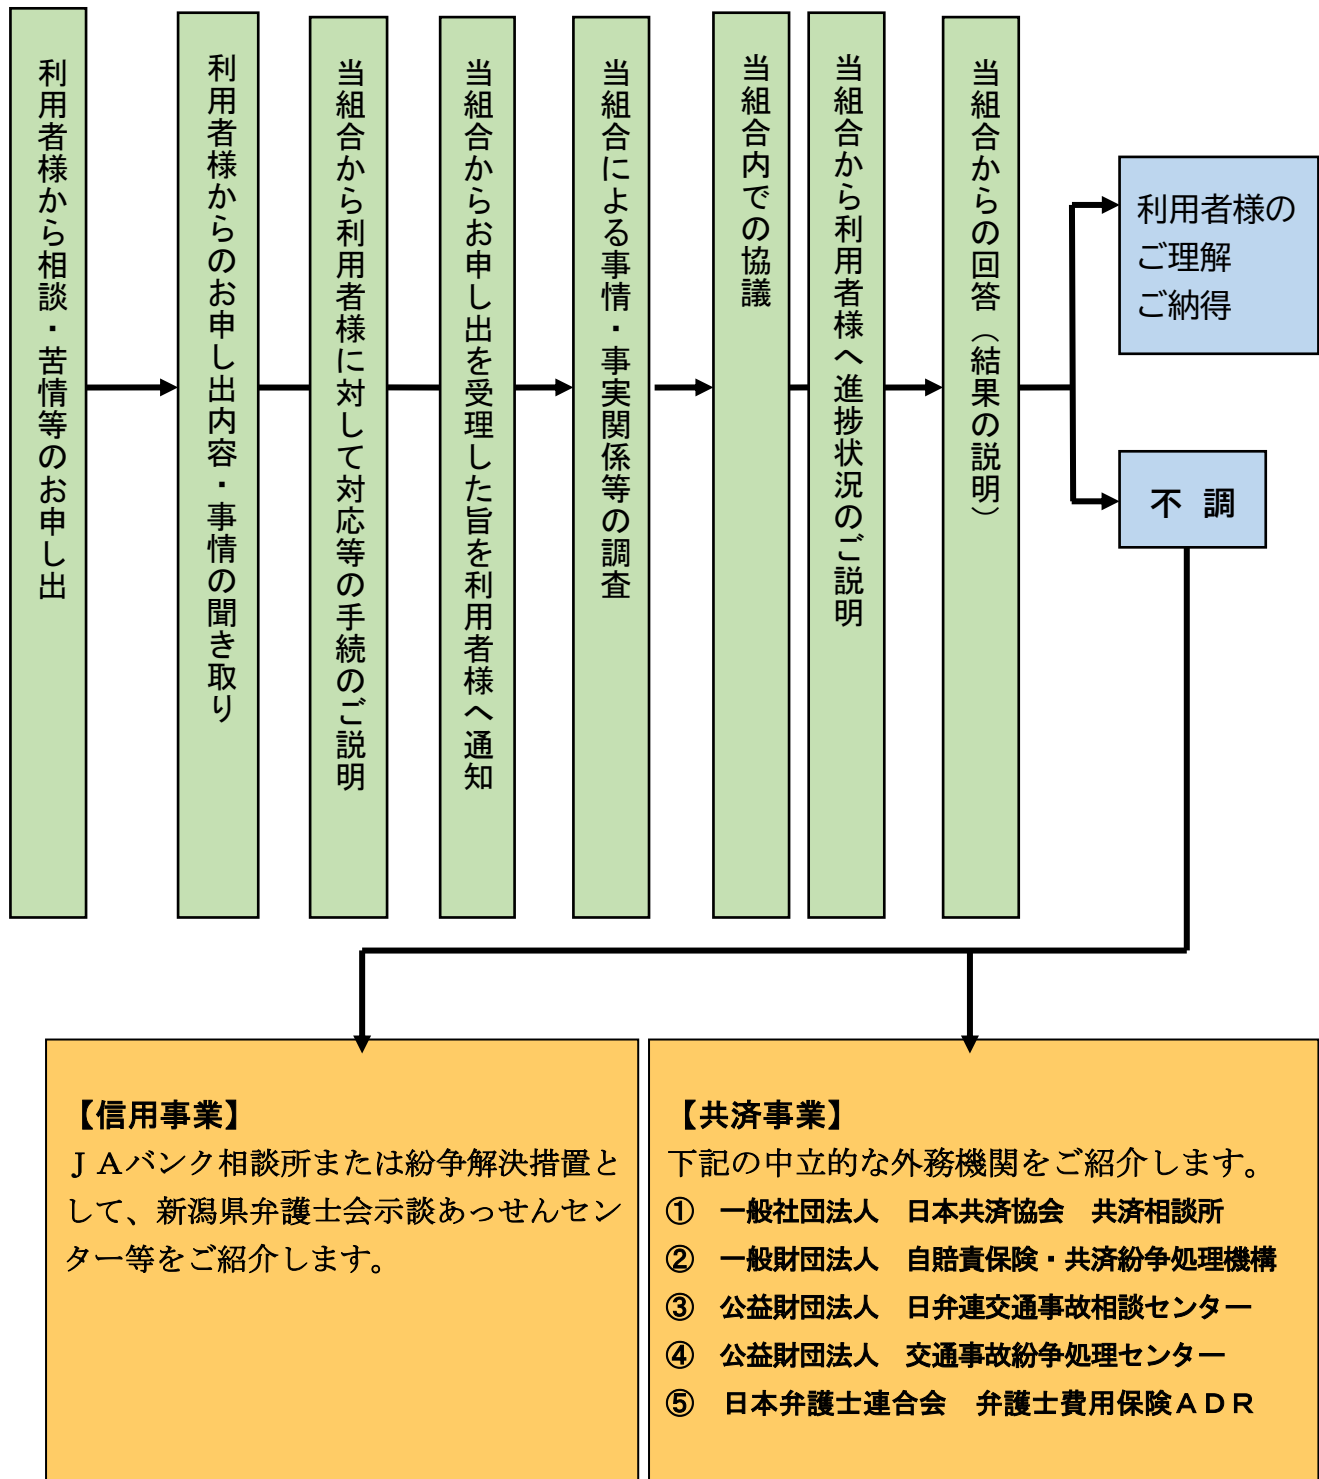 利用者様から相談・苦情等のお申し出
利用者様からのお申し出内容・事情の聞き取り
当組合から利用者様に対して対応等の手続のご説明
当組合からお申し出を受理した旨を利用者様へ通知
当組合による事情・事実関係等の調査
当組合内での協議
当組合から利用者様へ進捗状況のご説明
当組合からの回答（結果の説明）
利用者様の
ご理解
ご納得
不 調
【信用事業】
ＪＡバンク相談所または紛争解決措置と
して、新潟県弁護士会示談あっせんセン
ター等をご紹介します。
【共済事業】
下記の中立的な外務機関をご紹介します。
① 一般社団法人　日本共済協会　共済相談所
② 一般財団法人　自賠責保険・共済紛争処理機構
③ 公益財団法人　日弁連交通事故相談センター
④ 公益財団法人　交通事故紛争処理センター
⑤ 日本弁護士連合会　弁護士費用保険ＡＤＲ